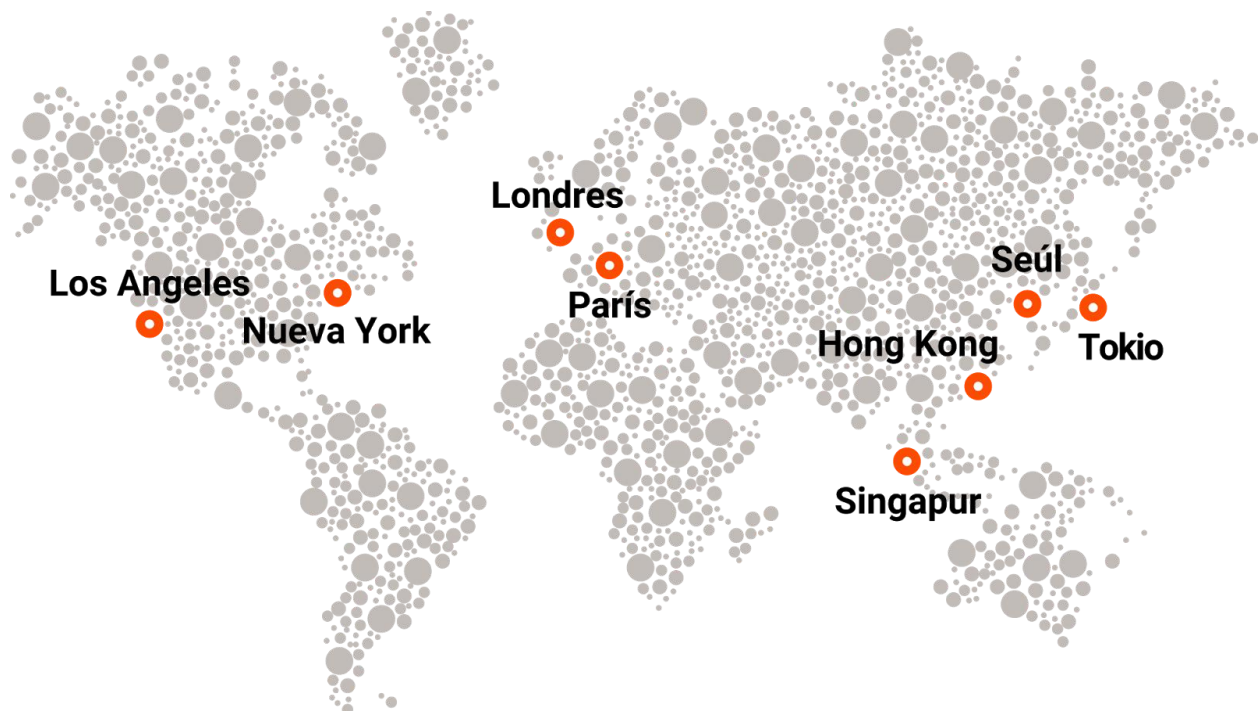 Londres
Seúl
Los Angeles
París
Nueva York
Hong Kong
Tokio
Singapur